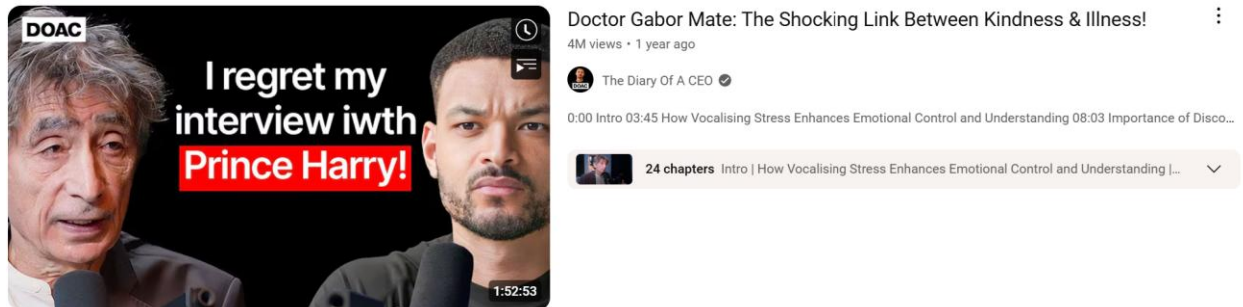 DOAC
I regret my
interview iwth
Prince Harry!
1:52:53
Doctor Gabor Mate: The Shocking Link Between Kindness & Illness!
4M views • 1 year ago
DOAC
The Diary Of A CEO
0:00 Intro 03:45 How Vocalising Stress Enhances Emotional Control and Understanding 08:03 Importance of Disco...
24 chapters Intro | How Vocalising Stress Enhances Emotional Control and Understanding |...